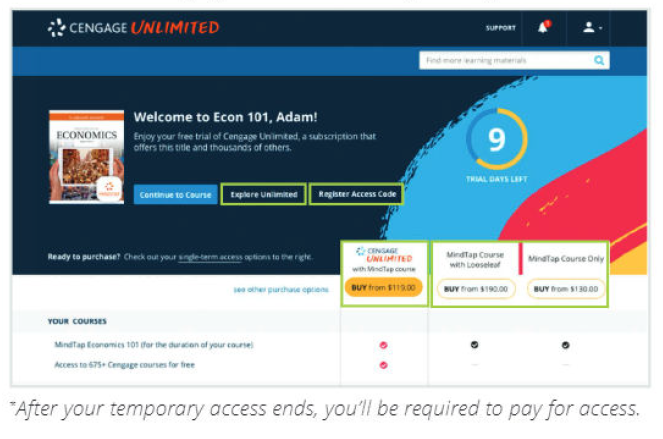 CENGAGE UNLIMITED
SUPPORT
Find more learning materials
ECONOMICS
Welcome to Econ 101, Adam!
Enjoy your free trial of Cengage Unlimited, a subscription that
offers this title and thousands of others.
9
TRIAL DAYS LEFT
Continue to Course
Explore Unlimited
Register Access Code
Ready to purchase? Check out your single-term access options to the right.
CENGAGE
UNLIMITED
with MindTap course
BUY from $119.00
MindTap Course
with Looseleaf
BUY from $190.00
MindTap Course Only
BUY from $130.00
see other purchase options
YOUR COURSES
MindTap Economics 101 (for the duration of your course)
Access to 675+ Cengage courses for free
*After your temporary access ends, you’ll be required to pay for access.